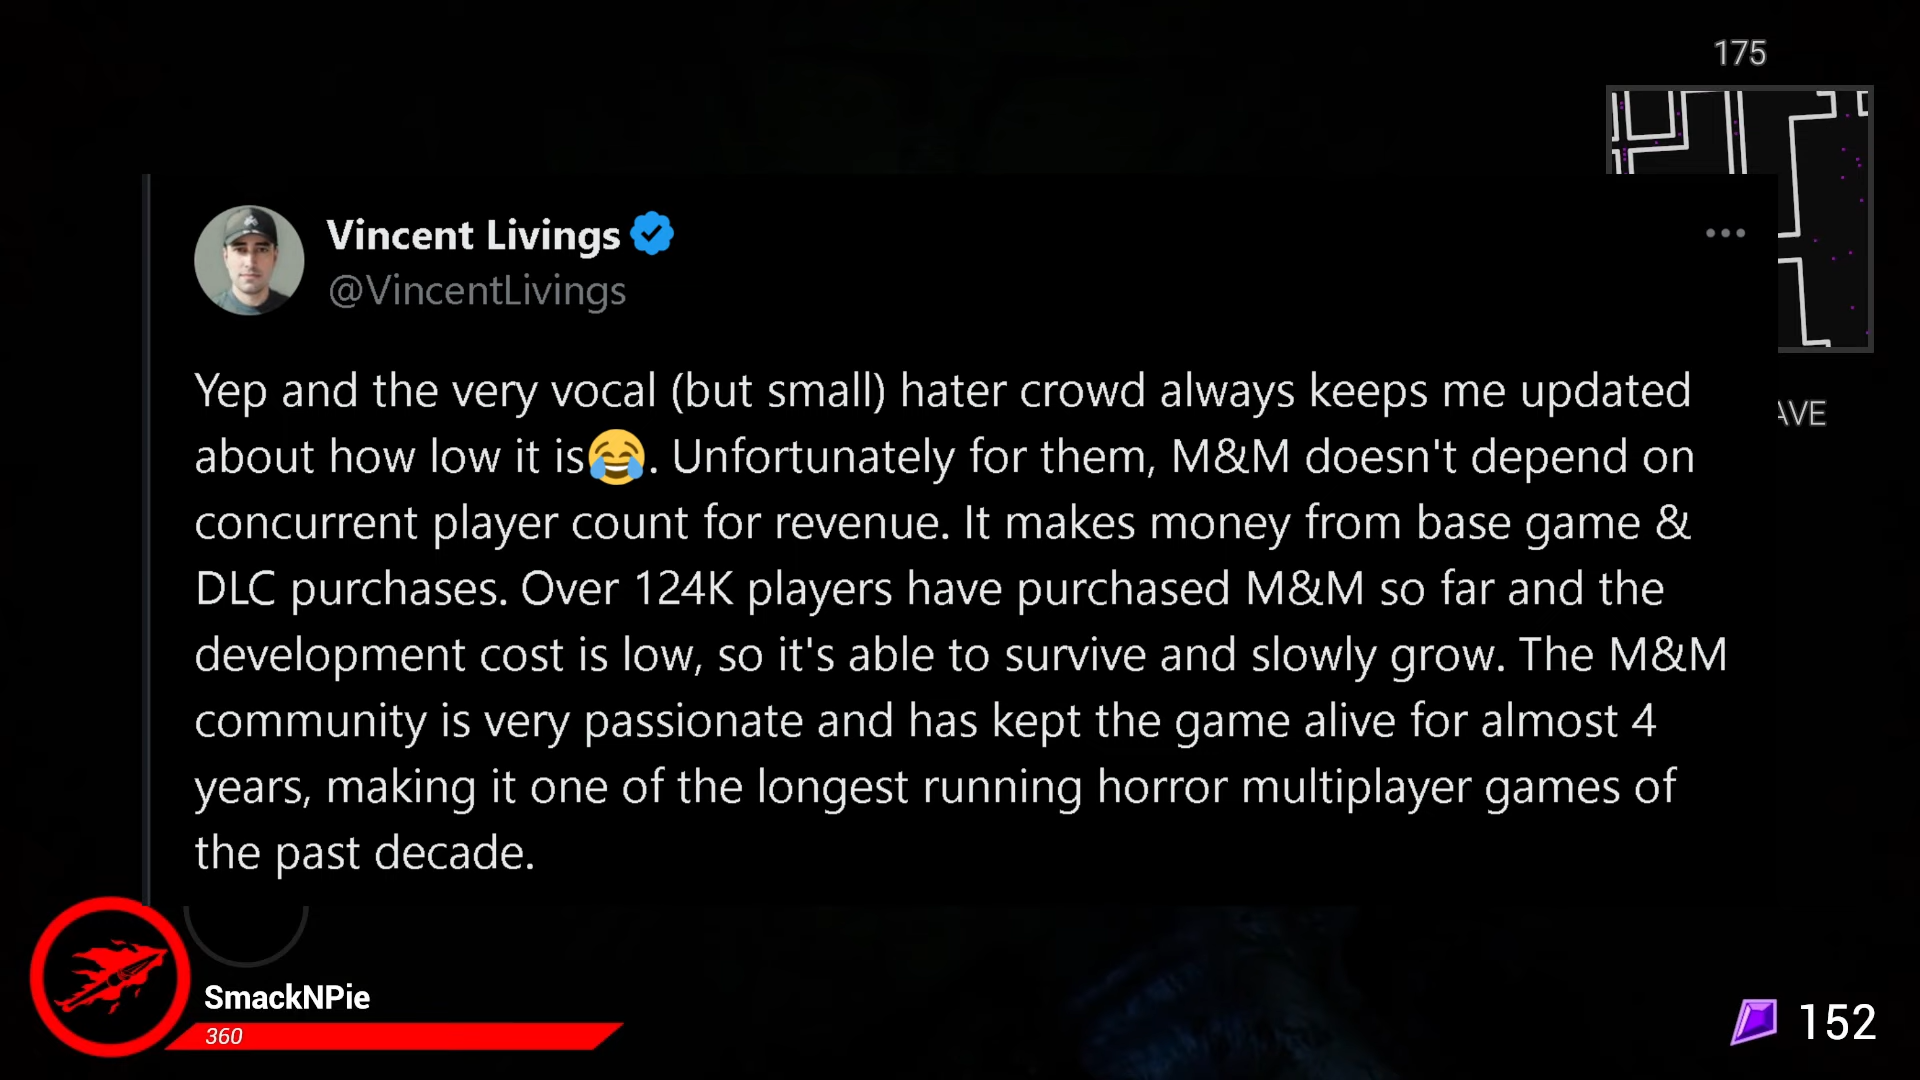 175
Vincent Livings
@VincentLivings
Yep and the very vocal (but small) hater crowd always keeps me updated
about how low it is😂. Unfortunately for them, M&M doesn't depend on
concurrent player count for revenue. It makes money from base game &
DLC purchases. Over 124K players have purchased M&M so far and the
development cost is low, so it's able to survive and slowly grow. The M&M
community is very passionate and has kept the game alive for almost 4
years, making it one of the longest running horror multiplayer games of
the past decade.
SmackNPie
360
152